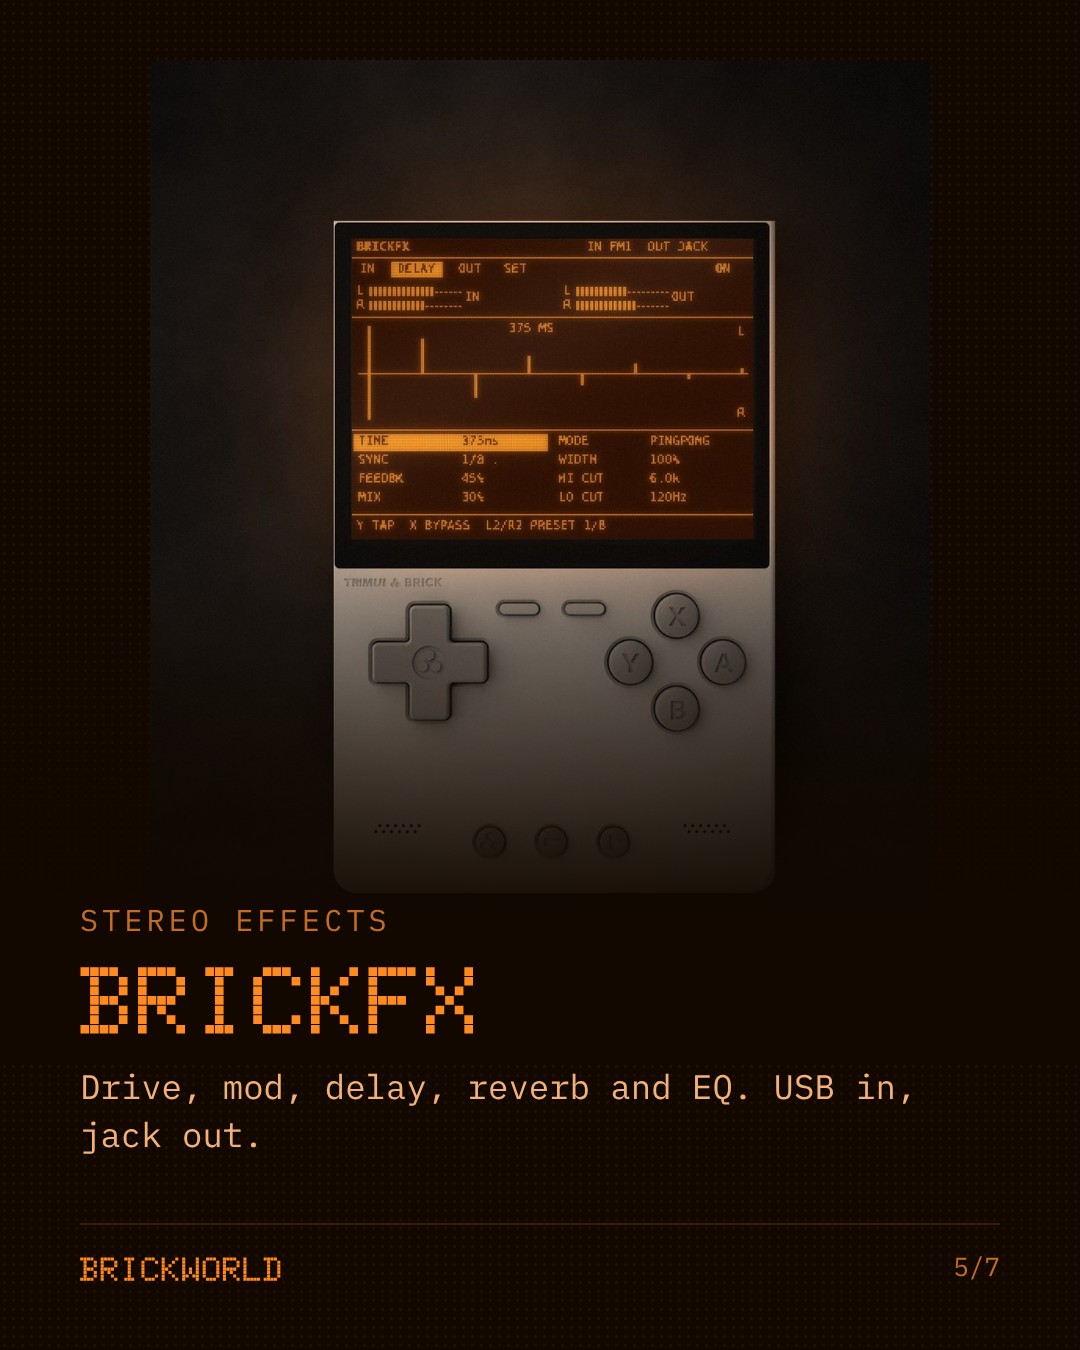 BRICKFX IN FM1 OUT JACK
IN DELAY OUT SET ON
L IN L OUT
R R
375 MS L
R
TIME 375ms MODE PINGPONG
SYNC 1/8 . WIDTH 100%
FEEDBK 45% HI CUT 6.0k
MIX 30% LO CUT 120Hz
Y TAP X BYPASS L2/R2 PRESET 1/8
TRIMUI & BRICK
X
Y A
B
STEREO EFFECTS
BRICKFX
Drive, mod, delay, reverb and EQ. USB in,
jack out.
BRICKWORLD 5/7